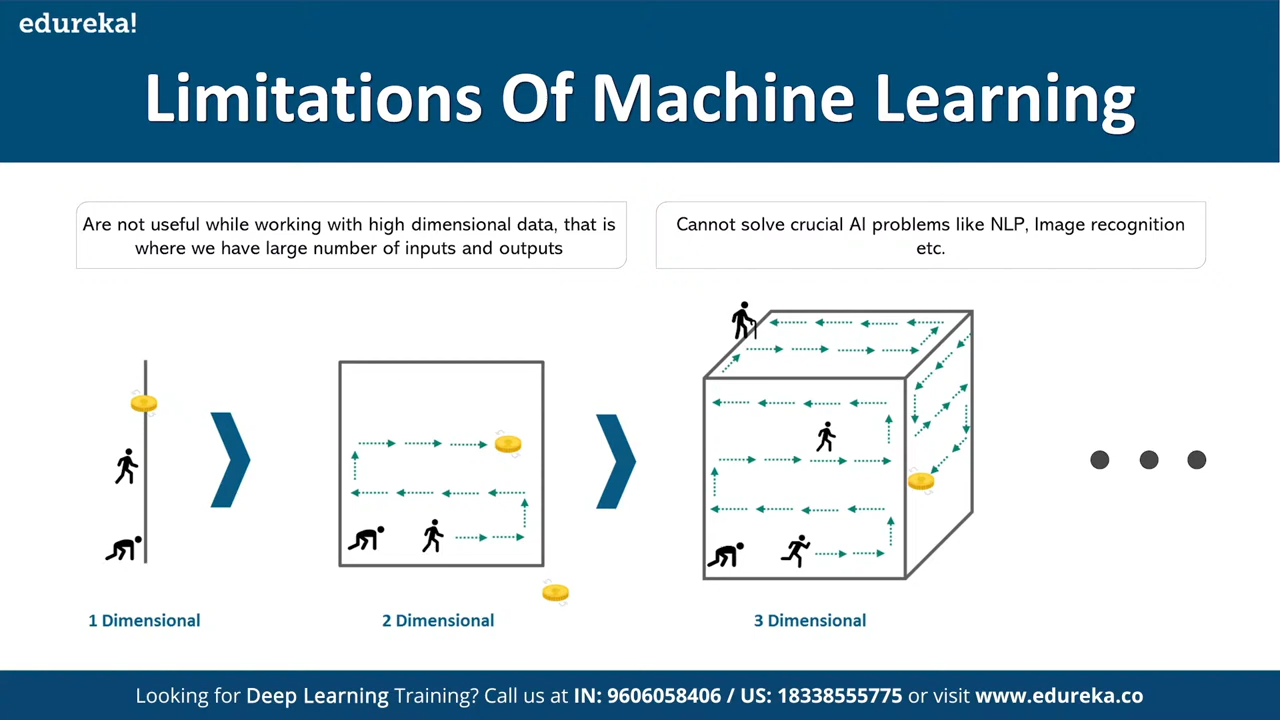 edureka!
Limitations Of Machine Learning
Are not useful while working with high dimensional data, that is
where we have large number of inputs and outputs
Cannot solve crucial AI problems like NLP, Image recognition
etc.
1 Dimensional
2 Dimensional
3 Dimensional
Looking for Deep Learning Training? Call us at IN: 9606058406 / US: 18338555775 or visit www.edureka.co